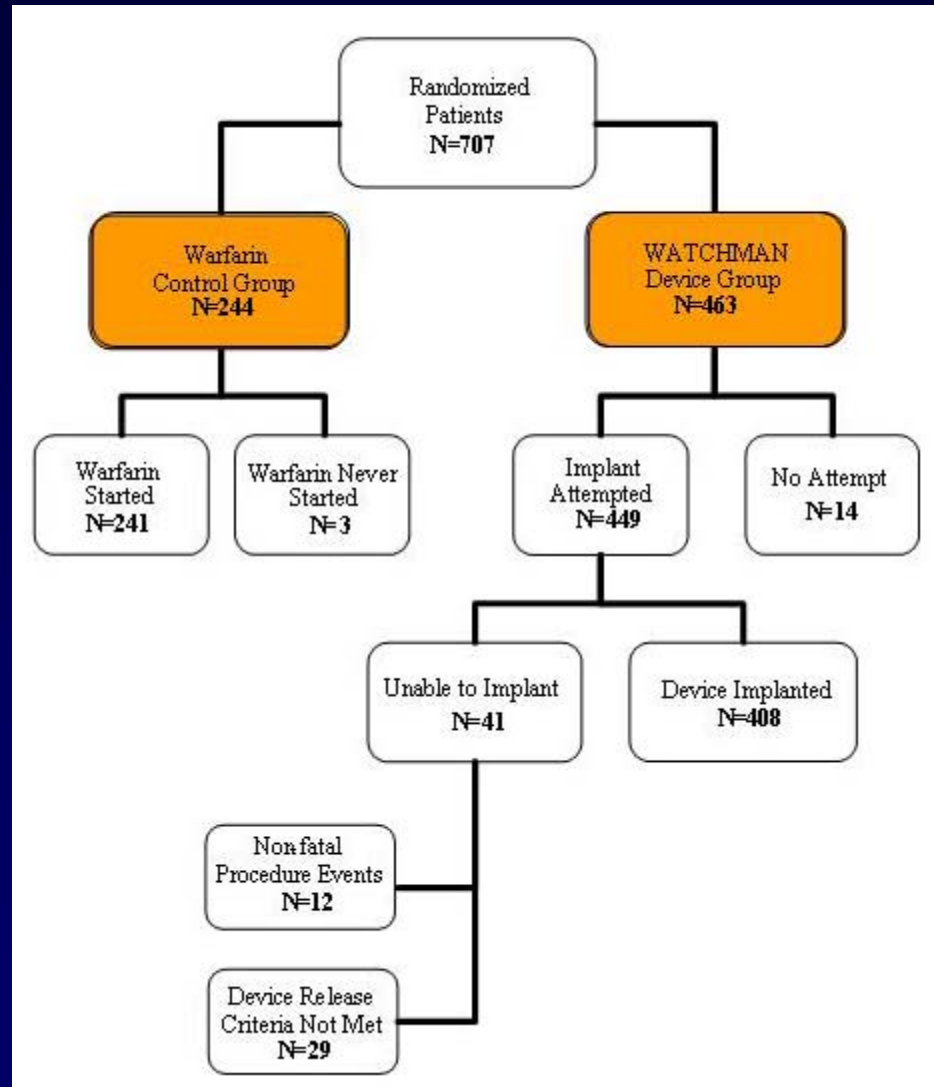 Randomized
Patients
N=707
Warfarin
Control Group
N=244
WATCHMAN
Device Group
N=463
Warfarin
Started
N=241
Warfarin Never
Started
N=3
Implant
Attempted
N=449
No Attempt
N=14
Unable to Implant
N=41
Device Implanted
N=408
Non-fatal
Procedure Events
N=12
Device Release
Criteria Not Met
N=29